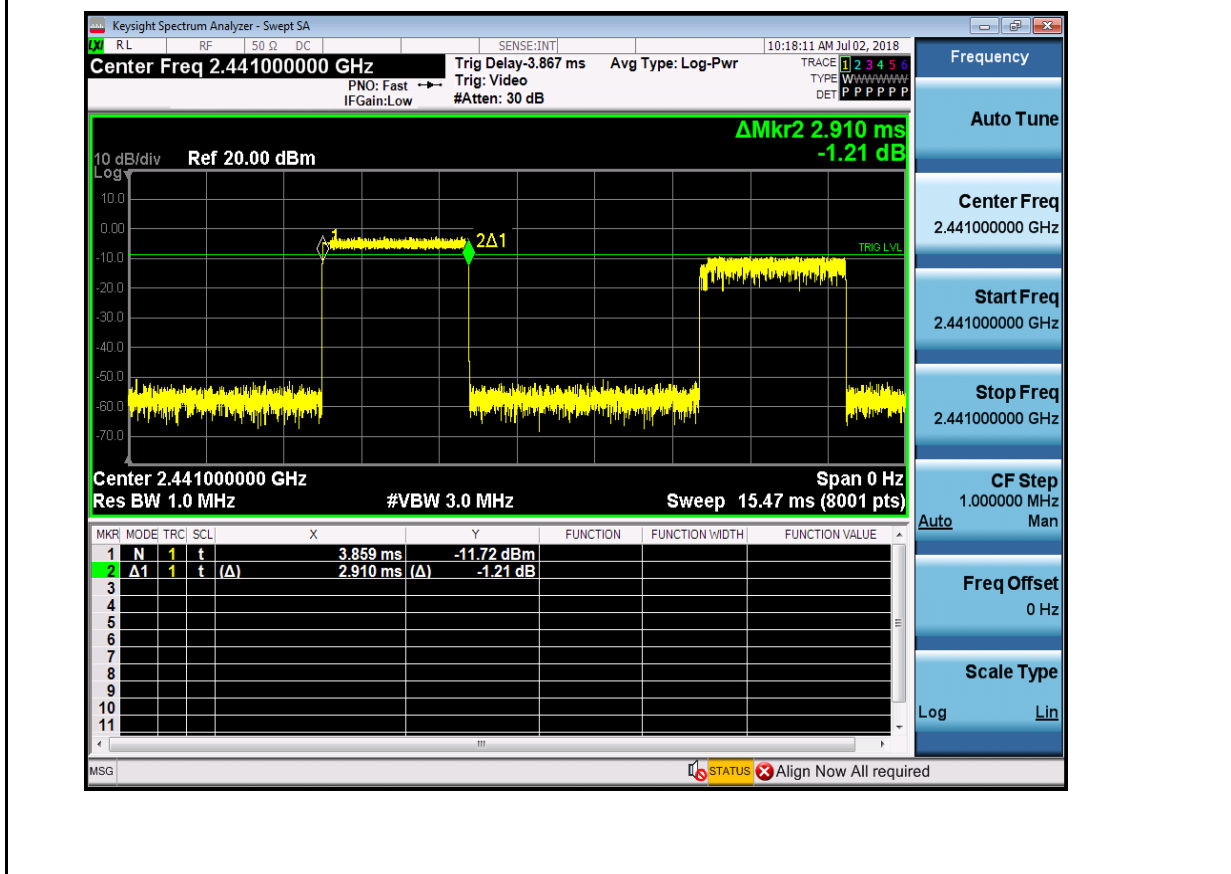 Keysight Spectrum Analyzer - Swept SA
LXI RL RF 50 Ω DC SENSE:INT 10:18:11 AM Jul 02, 2018
Center Freq 2.441000000 GHz
PNO: Fast
IFGain:Low
Trig Delay-3.867 ms
Trig: Video
#Atten: 30 dB
Avg Type: Log-Pwr
TRACE 1 2 3 4 5 6
TYPE WWWWWW
DET P P P P P P
ΔMkr2 2.910 ms
-1.21 dB
10 dB/div Ref 20.00 dBm
Log
10.0
0.00
-10.0
-20.0
-30.0
-40.0
-50.0
-60.0
-70.0
1
2Δ1
TRIG LVL
Center 2.441000000 GHz Span 0 Hz
Res BW 1.0 MHz #VBW 3.0 MHz Sweep 15.47 ms (8001 pts)
MKR MODE TRC SCL X Y FUNCTION FUNCTION WIDTH FUNCTION VALUE
1 N 1 t 3.859 ms -11.72 dBm
2 Δ1 1 t (Δ) 2.910 ms (Δ) -1.21 dB
3
4
5
6
7
8
9
10
11
MSG STATUS Align Now All required
Frequency
Auto Tune
Center Freq
2.441000000 GHz
Start Freq
2.441000000 GHz
Stop Freq
2.441000000 GHz
CF Step
1.000000 MHz
Auto Man
Freq Offset
0 Hz
Scale Type
Log Lin